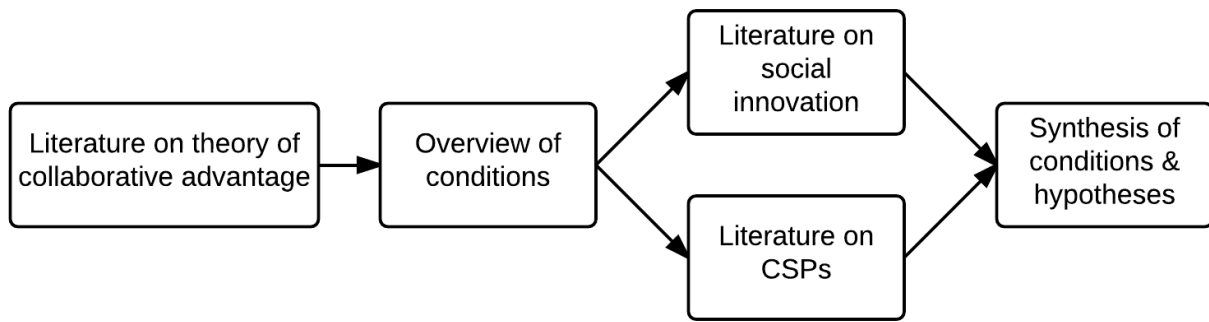 Literature on theory of
collaborative advantage
Overview of
conditions
Literature on
social
innovation
Literature on
CSPs
Synthesis of
conditions &
hypotheses